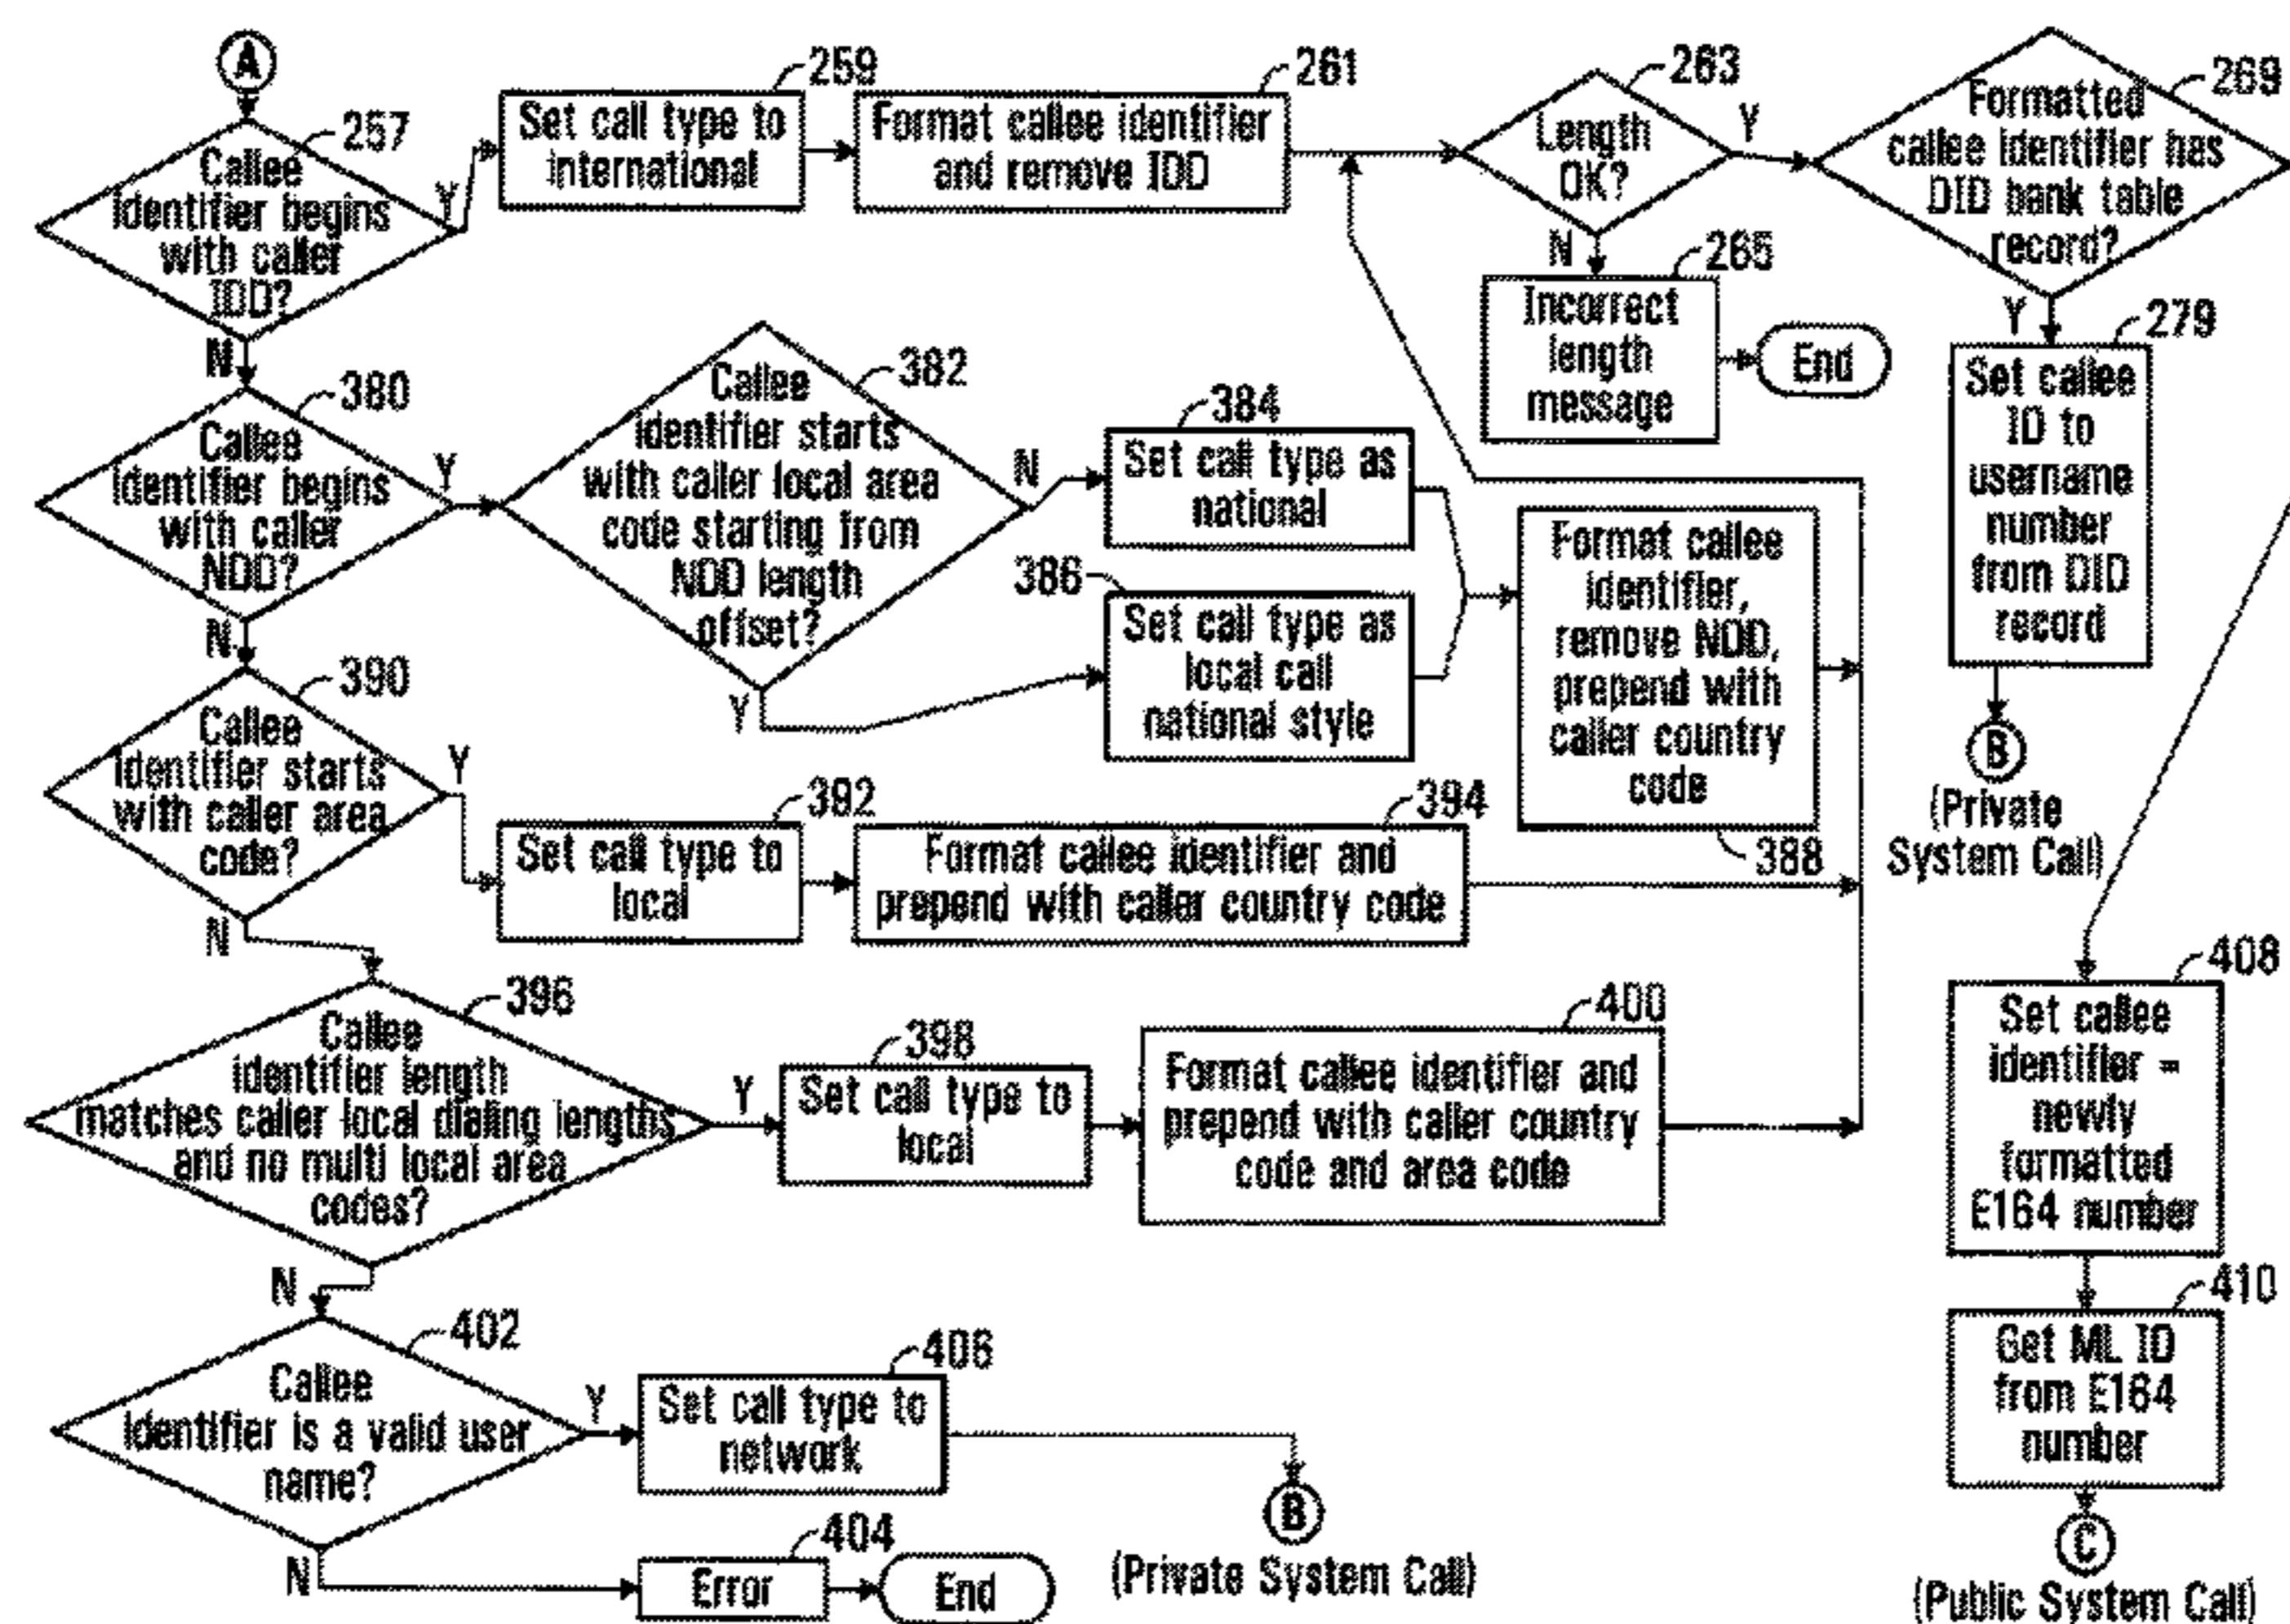 A
257
Callee
identifier begins
with caller
IDD?
Y
N
259
Set call type to
international
261
Format callee identifier
and remove IDD
263
Length
OK?
Y
N
265
Incorrect
length
message
End
269
Formatted
callee identifier has
DID bank table
record?
Y
279
Set callee
ID to
username
number
from DID
record
B
(Private
System Call)
380
Callee
identifier begins
with caller
NDD?
Y
N
382
Callee
identifier starts
with caller local area
code starting from
NDD length
offset?
N
Y
384
Set call type as
national
386
Set call type as
local call
national style
Format callee
identifier,
remove NDD,
prepend with
caller country
code
388
390
Callee
identifier starts
with caller area
code?
Y
N
392
Set call type to
local
394
Format callee identifier and
prepend with caller country code
396
Callee
identifier length
matches caller local dialing lengths
and no multi local area
codes?
Y
N
398
Set call type to
local
400
Format callee identifier and
prepend with caller country
code and area code
402
Callee
identifier is a valid user
name?
Y
N
406
Set call type to
network
B
(Private System Call)
404
Error
End
408
Set callee
identifier =
newly
formatted
E164 number
410
Get ML ID
from E164
number
C
(Public System Call)